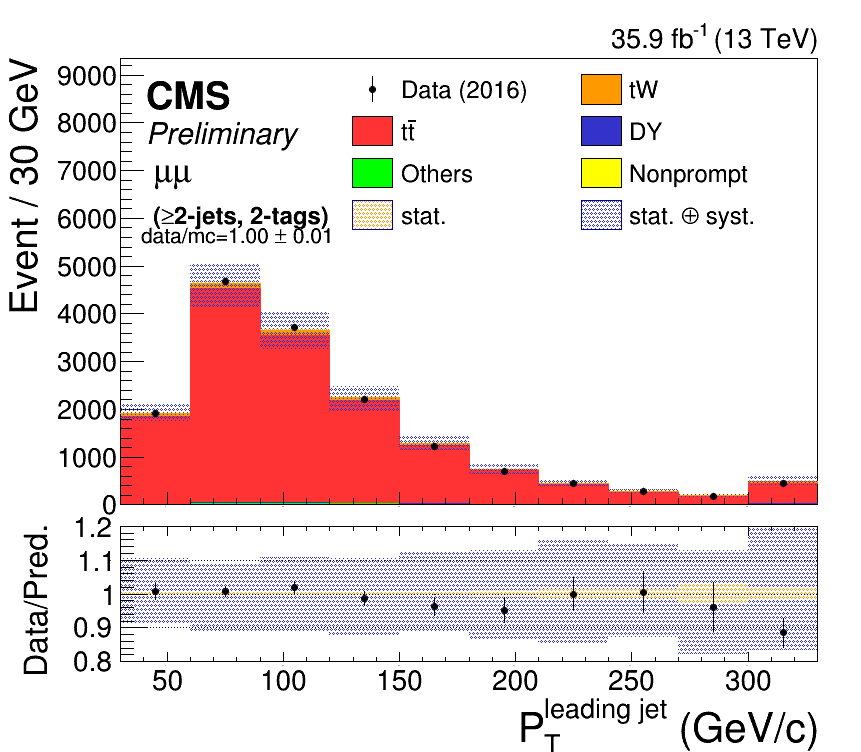 35.9 fb⁻¹ (13 TeV)
Event / 30 GeV
9000
8000
7000
6000
5000
4000
3000
2000
1000
0
CMS
Preliminary
μμ
(≥2-jets, 2-tags)
data/mc=1.00 ± 0.01
Data (2016)
tW
tt̄
DY
Others
Nonprompt
stat.
stat. ⊕ syst.
Data/Pred.
1.2
1.1
1
0.9
0.8
50 100 150 200 250 300
P_T^leading jet (GeV/c)